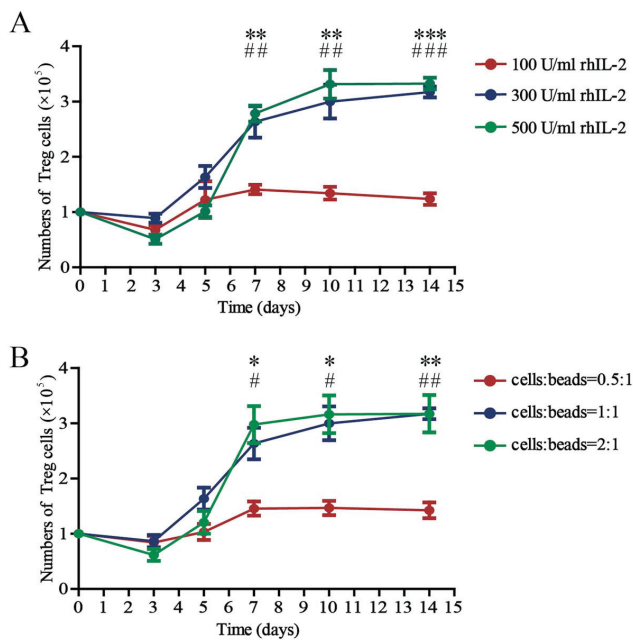 A
** ** ***
## ## ###
4
3
2
1
0
Numbers of Treg cells (×10⁵)
0 1 2 3 4 5 6 7 8 9 10 11 12 13 14 15
Time (days)
100 U/ml rhIL-2
300 U/ml rhIL-2
500 U/ml rhIL-2
B
* * **
# # ##
4
3
2
1
0
Numbers of Treg cells (×10⁵)
0 1 2 3 4 5 6 7 8 9 10 11 12 13 14 15
Time (days)
cells:beads=0.5:1
cells:beads=1:1
cells:beads=2:1